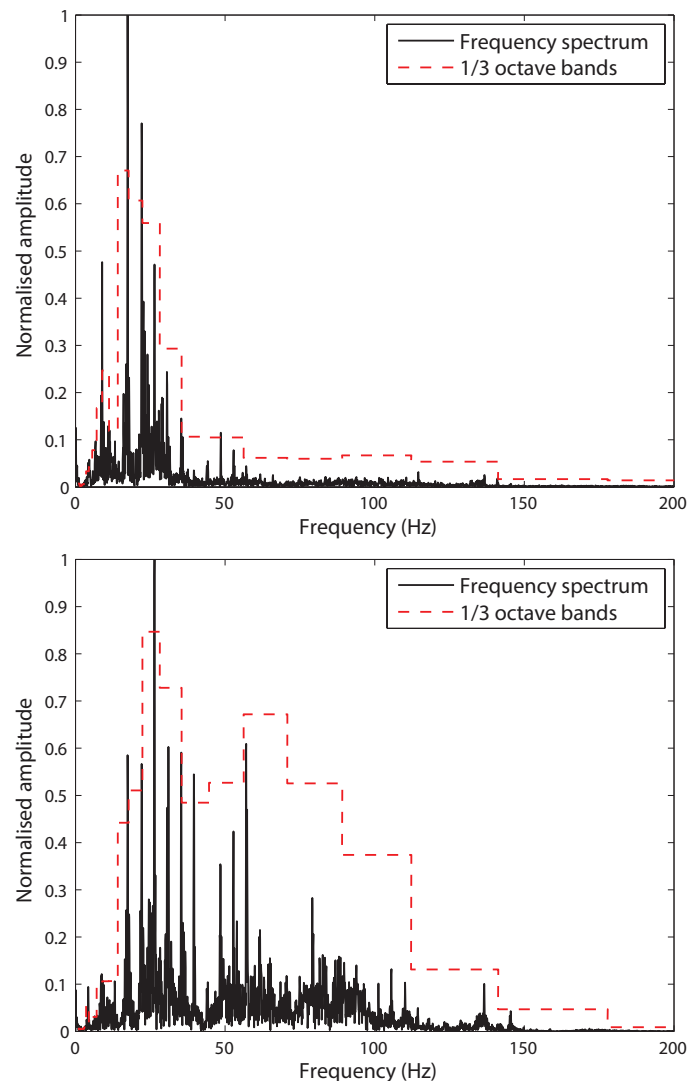 1
0.9
0.8
0.7
0.6
0.5
0.4
0.3
0.2
0.1
0
Normalised amplitude
Frequency spectrum
1/3 octave bands
0 50 100 150 200
Frequency (Hz)
1
0.9
0.8
0.7
0.6
0.5
0.4
0.3
0.2
0.1
0
Normalised amplitude
Frequency spectrum
1/3 octave bands
0 50 100 150 200
Frequency (Hz)